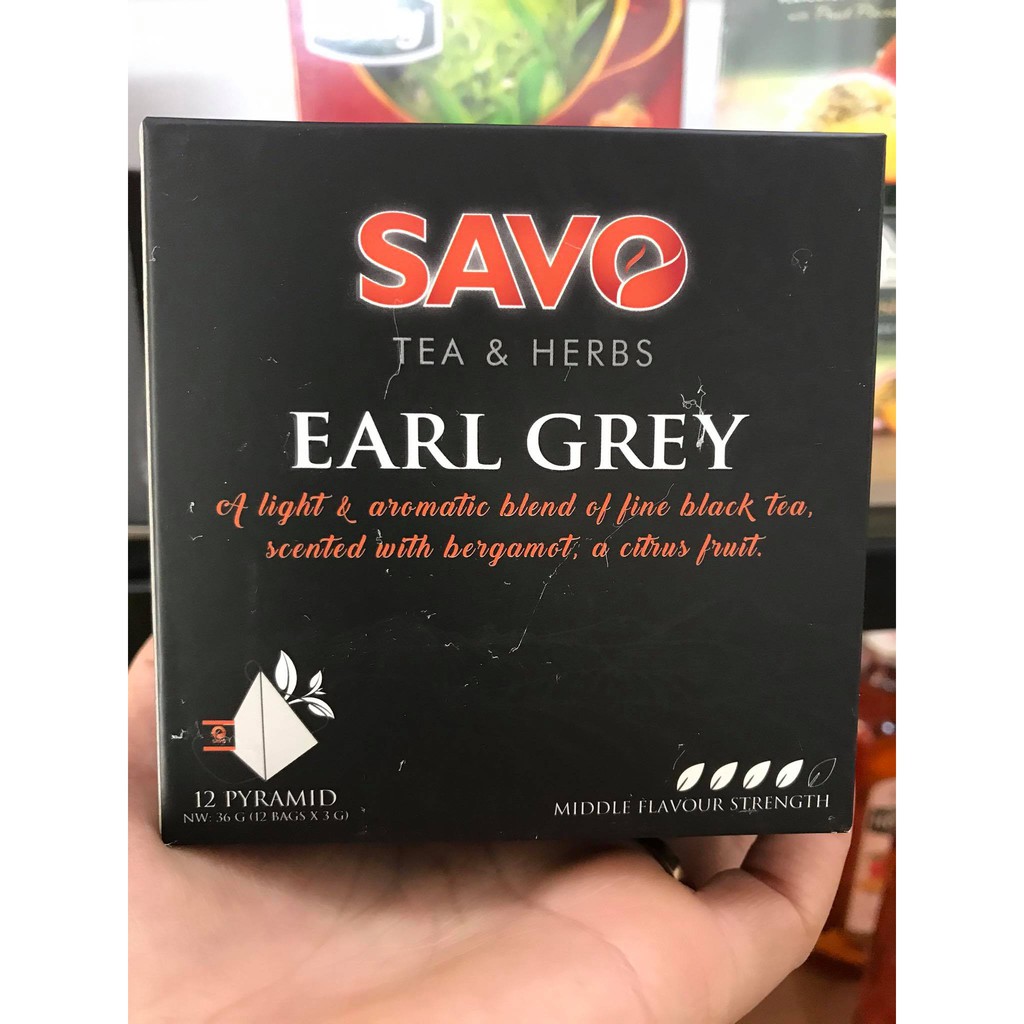 SAVO
TEA & HERBS
EARL GREY
A light & aromatic blend of fine black tea,
scented with bergamot, a citrus fruit.
12 PYRAMID
NW: 36 G (12 BAGS X 3 G)
MIDDLE FLAVOUR STRENGTH